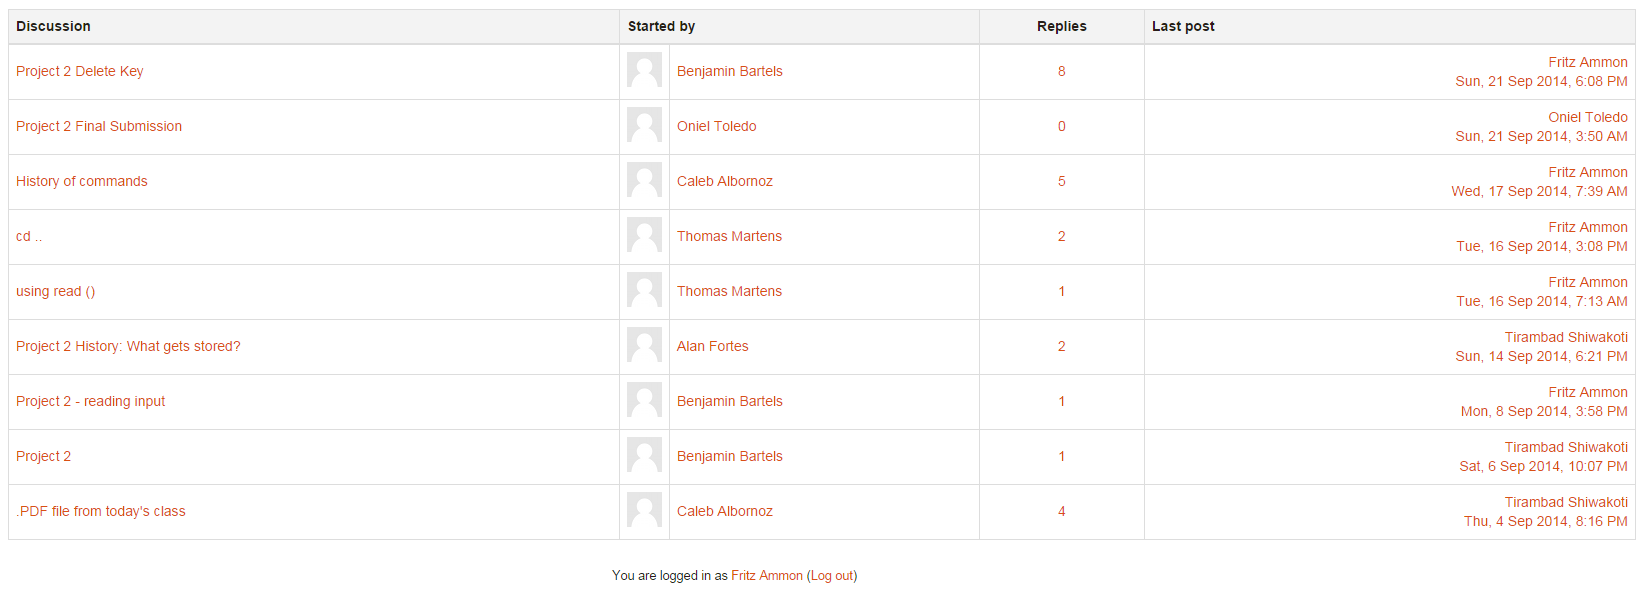 Discussion Started by Replies Last post
Project 2 Delete Key Benjamin Bartels 8 Fritz Ammon
Sun, 21 Sep 2014, 6:08 PM
Project 2 Final Submission Oniel Toledo 0 Oniel Toledo
Sun, 21 Sep 2014, 3:50 AM
History of commands Caleb Albornoz 5 Fritz Ammon
Wed, 17 Sep 2014, 7:39 AM
cd .. Thomas Martens 2 Fritz Ammon
Tue, 16 Sep 2014, 3:08 PM
using read () Thomas Martens 1 Fritz Ammon
Tue, 16 Sep 2014, 7:13 AM
Project 2 History: What gets stored? Alan Fortes 2 Tirambad Shiwakoti
Sun, 14 Sep 2014, 6:21 PM
Project 2 - reading input Benjamin Bartels 1 Fritz Ammon
Mon, 8 Sep 2014, 3:58 PM
Project 2 Benjamin Bartels 1 Tirambad Shiwakoti
Sat, 6 Sep 2014, 10:07 PM
.PDF file from today's class Caleb Albornoz 4 Tirambad Shiwakoti
Thu, 4 Sep 2014, 8:16 PM
You are logged in as Fritz Ammon (Log out)